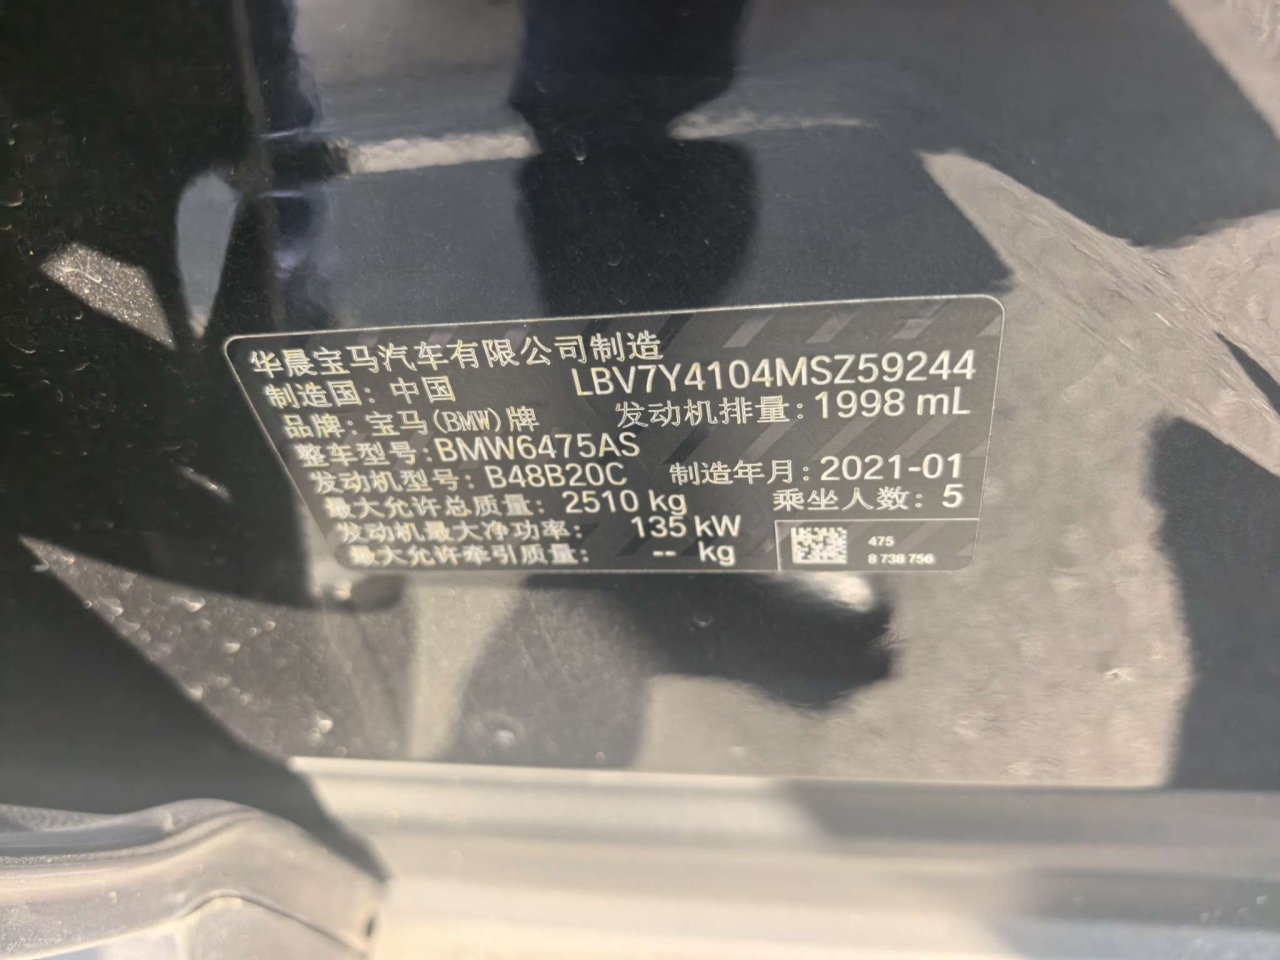 华晨宝马汽车有限公司制造
制造国：中国 LBV7Y4104MSZ59244
品牌：宝马(BMW)牌 发动机排量：1998 mL
整车型号：BMW6475AS
发动机型号：B48B20C 制造年月：2021-01
最大允许总质量：2510 kg 乘坐人数：5
发动机最大净功率： 135 kW
最大允许牵引质量： -- kg
475
8 738 756